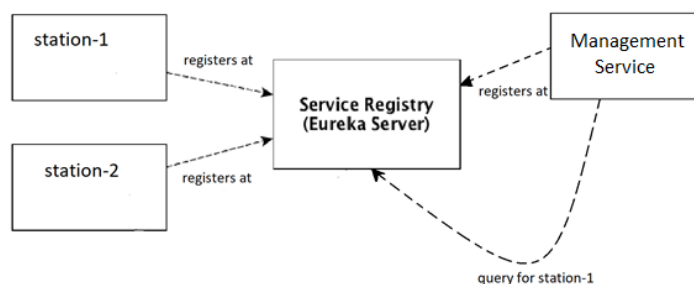 station-1
registers at
Management
Service
Service Registry
(Eureka Server)
registers at
station-2
registers at
query for station-1